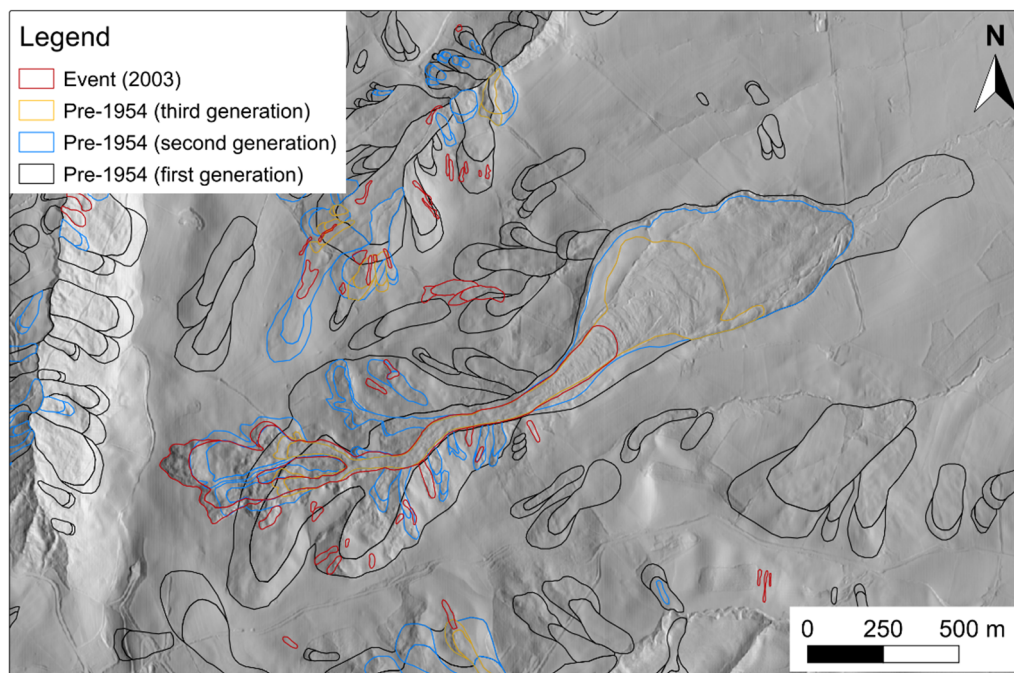 Legend
Event (2003)
Pre-1954 (third generation)
Pre-1954 (second generation)
Pre-1954 (first generation)
N
0 250 500 m